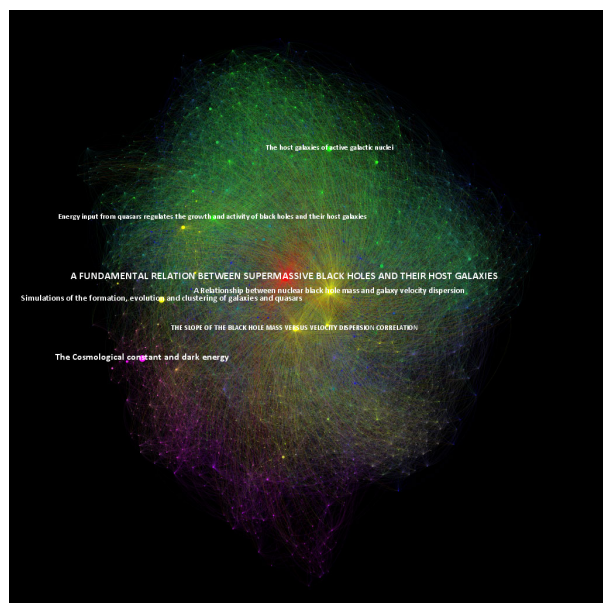 The host galaxies of active galactic nuclei
Energy input from quasars regulates the growth and activity of black holes and their host galaxies
A FUNDAMENTAL RELATION BETWEEN SUPERMASSIVE BLACK HOLES AND THEIR HOST GALAXIES
A Relationship between nuclear black hole mass and galaxy velocity dispersion
Simulations of the formation, evolution and clustering of galaxies and quasars
THE SLOPE OF THE BLACK HOLE MASS VERSUS VELOCITY DISPERSION CORRELATION
The Cosmological constant and dark energy